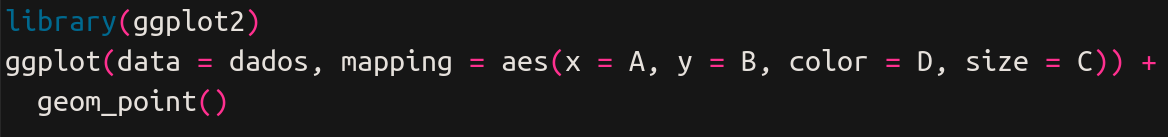 library(ggplot2)
ggplot(data = dados, mapping = aes(x = A, y = B, color = D, size = C)) +
  geom_point()